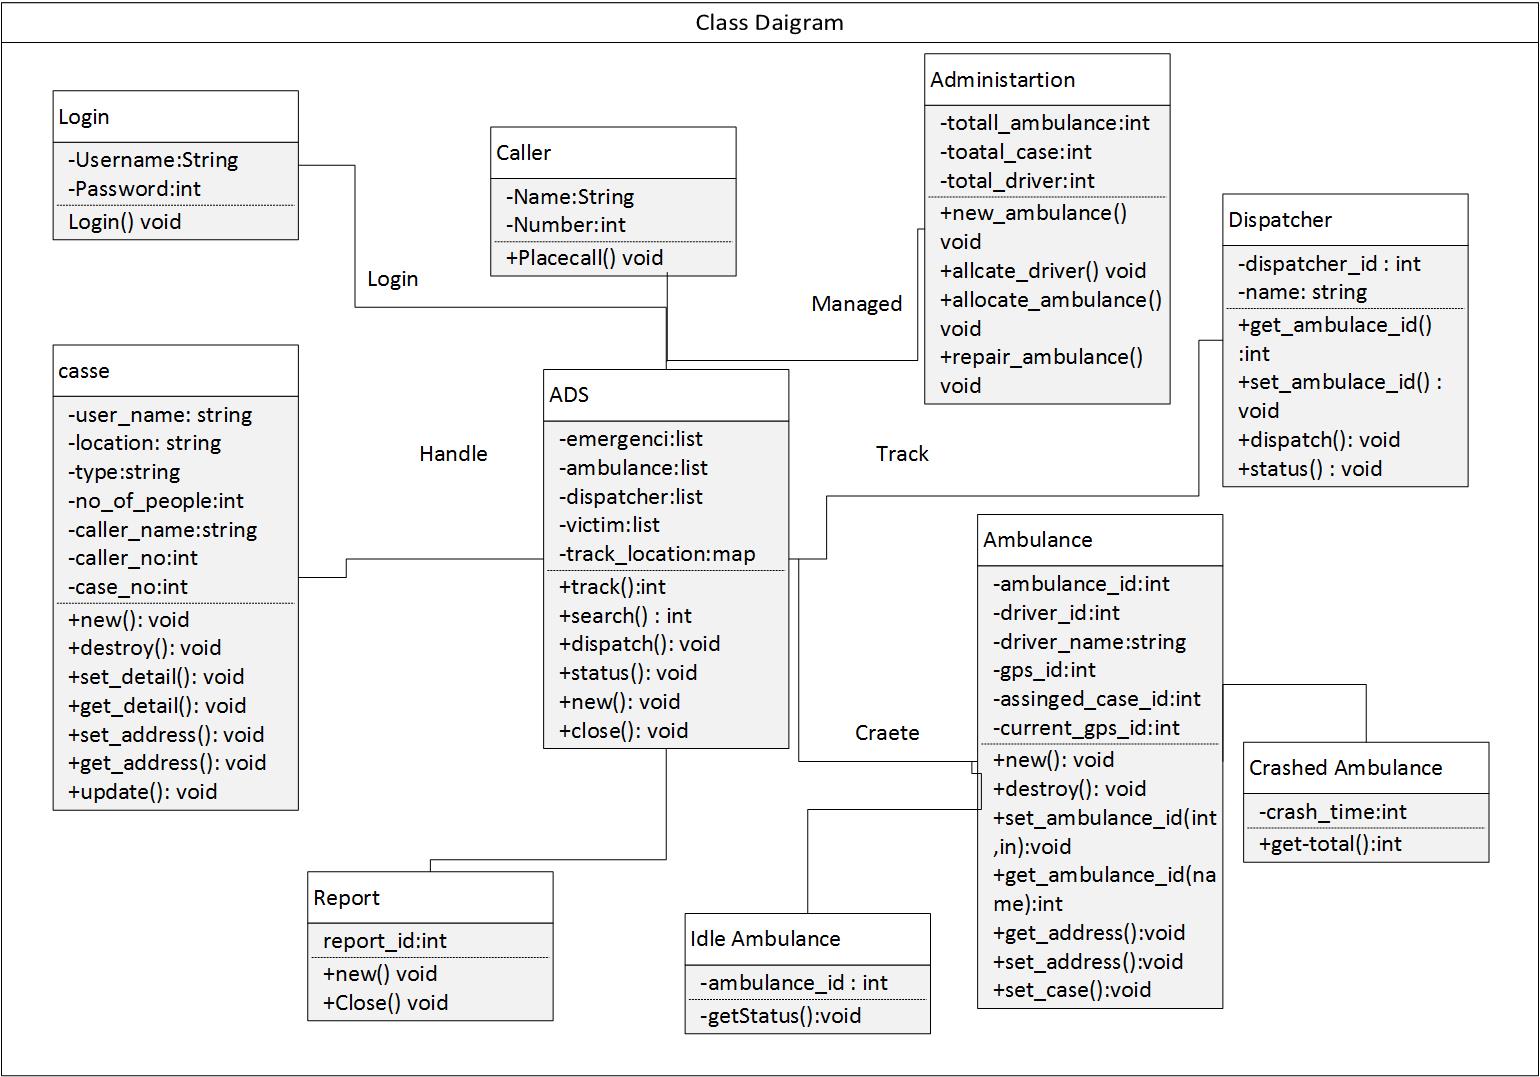 Class Daigram
Login
-Username:String
-Password:int
Login() void
Caller
-Name:String
-Number:int
+Placecall() void
Administartion
-totall_ambulance:int
-toatal_case:int
-total_driver:int
+new_ambulance()
void
+allcate_driver() void
+allocate_ambulance()
void
+repair_ambulance()
void
Dispatcher
-dispatcher_id : int
-name: string
+get_ambulace_id()
:int
+set_ambulace_id() :
void
+dispatch(): void
+status() : void
Login
Managed
casse
-user_name: string
-location: string
-type:string
-no_of_people:int
-caller_name:string
-caller_no:int
-case_no:int
+new(): void
+destroy(): void
+set_detail(): void
+get_detail(): void
+set_address(): void
+get_address(): void
+update(): void
Handle
ADS
-emergenci:list
-ambulance:list
-dispatcher:list
-victim:list
-track_location:map
+track():int
+search() : int
+dispatch(): void
+status(): void
+new(): void
+close(): void
Track
Craete
Ambulance
-ambulance_id:int
-driver_id:int
-driver_name:string
-gps_id:int
-assinged_case_id:int
-current_gps_id:int
+new(): void
+destroy(): void
+set_ambulance_id(int
,in):void
+get_ambulance_id(na
me):int
+get_address():void
+set_address():void
+set_case():void
Crashed Ambulance
-crash_time:int
+get-total():int
Report
report_id:int
+new() void
+Close() void
Idle Ambulance
-ambulance_id : int
-getStatus():void